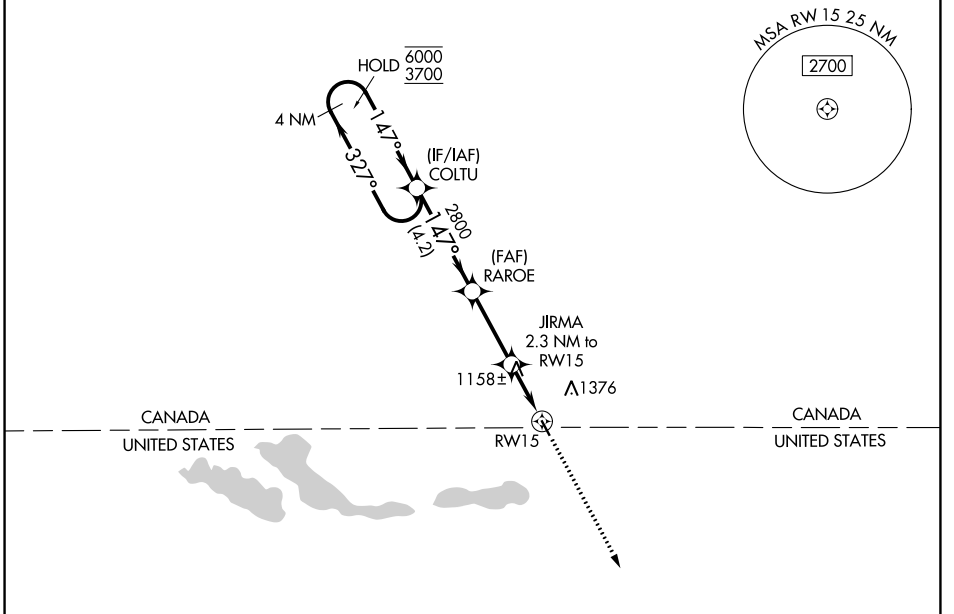 MSA RW 15 25 NM
2700
HOLD 6000
3700
4 NM
147°
327°
(IF/IAF)
COLTU
2800
147°
(4.2)
(FAF)
RAROE
JIRMA
2.3 NM to
RW15
1158±
1376
CANADA
UNITED STATES
RW15
CANADA
UNITED STATES